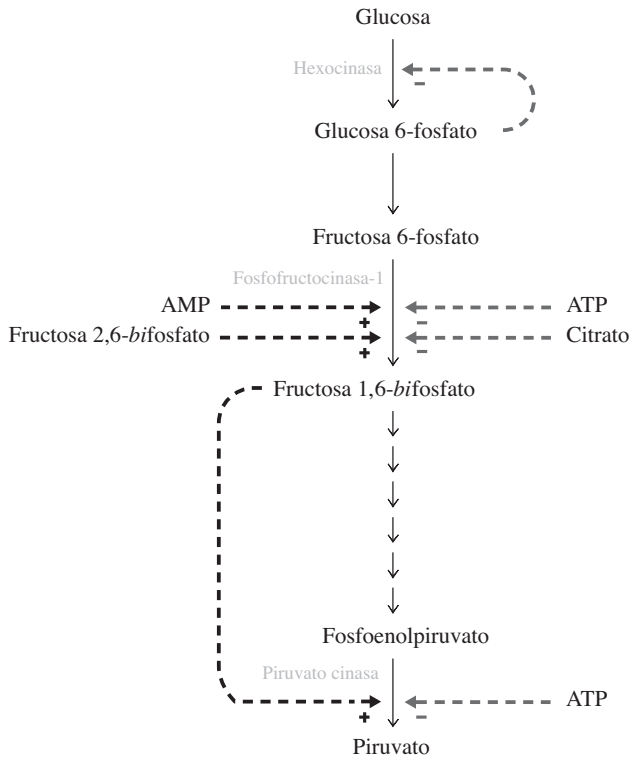 Glucosa
Hexocinasa
−
Glucosa 6-fosfato
Fructosa 6-fosfato
Fosfofructocinasa-1
AMP
ATP
+
−
Fructosa 2,6-bifosfato
Citrato
+
−
Fructosa 1,6-bifosfato
Fosfoenolpiruvato
Piruvato cinasa
ATP
+
−
Piruvato